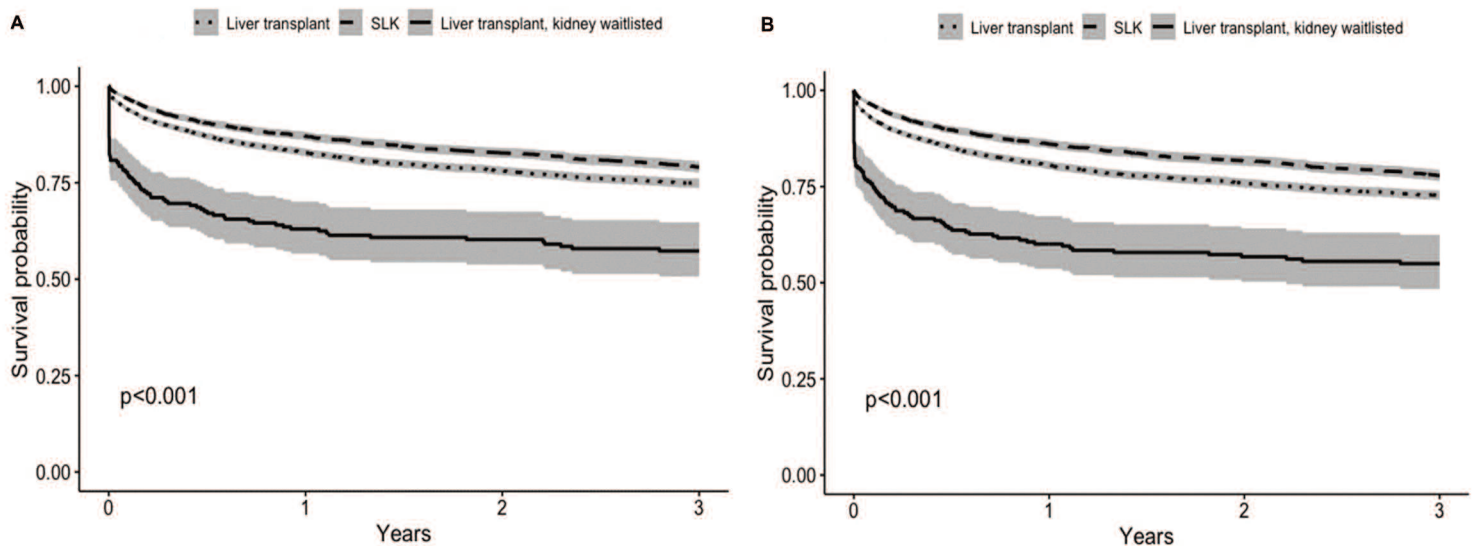 A
Liver transplant SLK Liver transplant, kidney waitlisted
1.00
0.75
0.50
0.25
0.00
Survival probability
p<0.001
0 1 2 3
Years
B
Liver transplant SLK Liver transplant, kidney waitlisted
1.00
0.75
0.50
0.25
0.00
Survival probability
p<0.001
0 1 2 3
Years